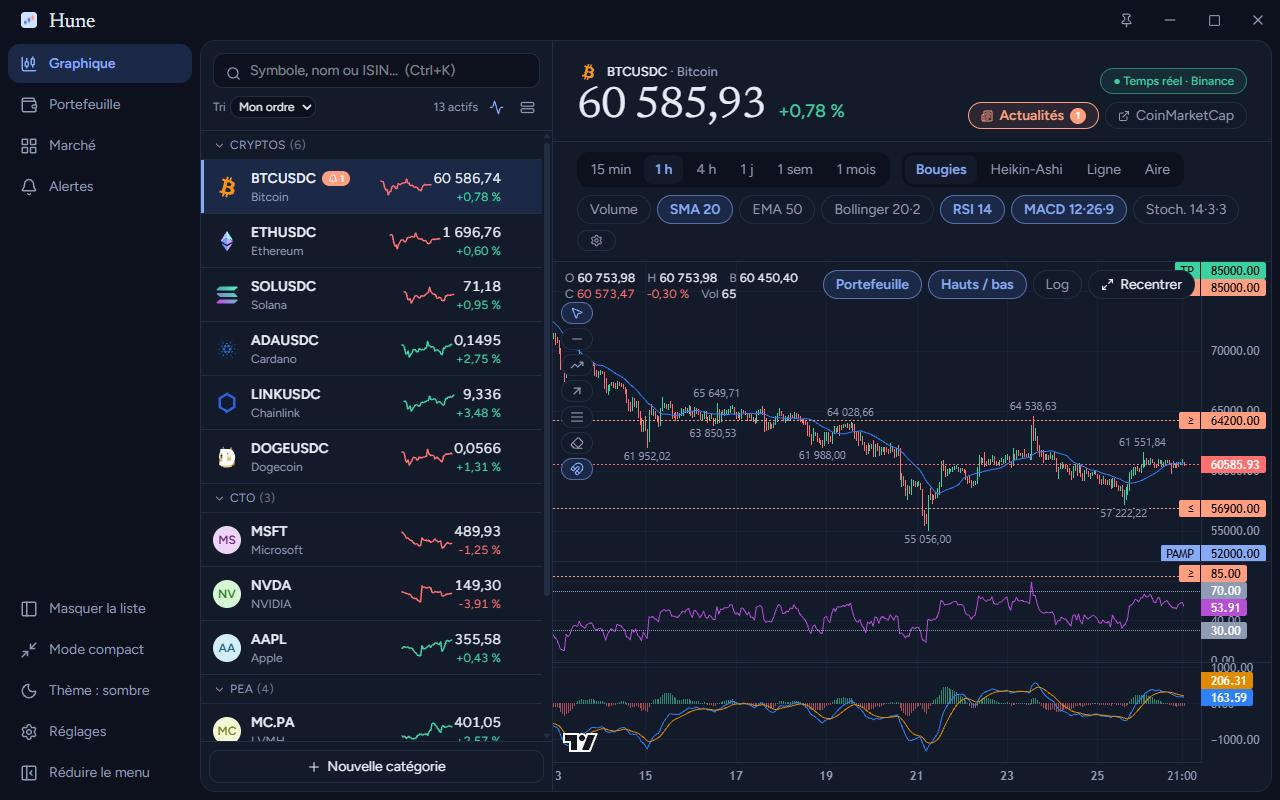 Hune
Graphique
Portefeuille
Marché
Alertes
Masquer la liste
Mode compact
Thème : sombre
Réglages
Réduire le menu
Symbole, nom ou ISIN… (Ctrl+K)
Tri Mon ordre 13 actifs
CRYPTOS (6)
BTCUSDC 1 60 586,74
Bitcoin +0,78 %
ETHUSDC 1 696,76
Ethereum +0,60 %
SOLUSDC 71,18
Solana +0,95 %
ADAUSDC 0,1495
Cardano +2,75 %
LINKUSDC 9,336
Chainlink +3,48 %
DOGEUSDC 0,0566
Dogecoin +1,31 %
CTO (3)
MS MSFT 489,93
Microsoft -1,25 %
NV NVDA 149,30
NVIDIA -3,91 %
AA AAPL 355,58
Apple +0,43 %
PEA (4)
MC MC.PA 401,05
LVMH +2,57 %
+ Nouvelle catégorie
BTCUSDC · Bitcoin
60 585,93 +0,78 %
Temps réel · Binance
Actualités 1 CoinMarketCap
15 min 1 h 4 h 1 j 1 sem 1 mois Bougies Heikin-Ashi Ligne Aire
Volume SMA 20 EMA 50 Bollinger 20·2 RSI 14 MACD 12·26·9 Stoch. 14·3·3
O 60 753,98 H 60 753,98 B 60 450,40
C 60 573,47 -0,30 % Vol 65
Portefeuille Hauts / bas Log Recentrer
TP 85000.00
85000.00
70000.00
65 649,71
64 028,66
64 538,63
65000.00
≥ 64200.00
63 850,53
61 952,02
61 988,00
61 551,84
60585.93
≤ 56900.00
57 222,22
55000.00
55 056,00
PAMP 52000.00
≥ 85.00
70.00
53.91
40.00
30.00
0.00
1000.00
206.31
163.59
−1000.00
3 15 17 19 21 23 25 21:00